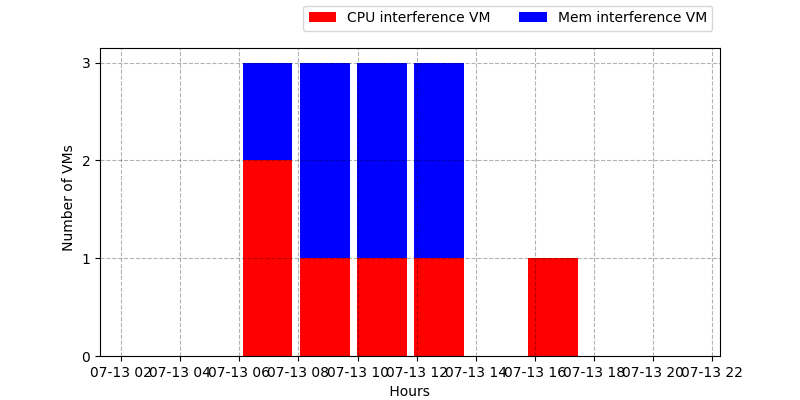 CPU interference VM Mem interference VM
3
2
1
0
Number of VMs
07-13 02 07-13 04 07-13 06 07-13 08 07-13 10 07-13 12 07-13 14 07-13 16 07-13 18 07-13 20 07-13 22
Hours